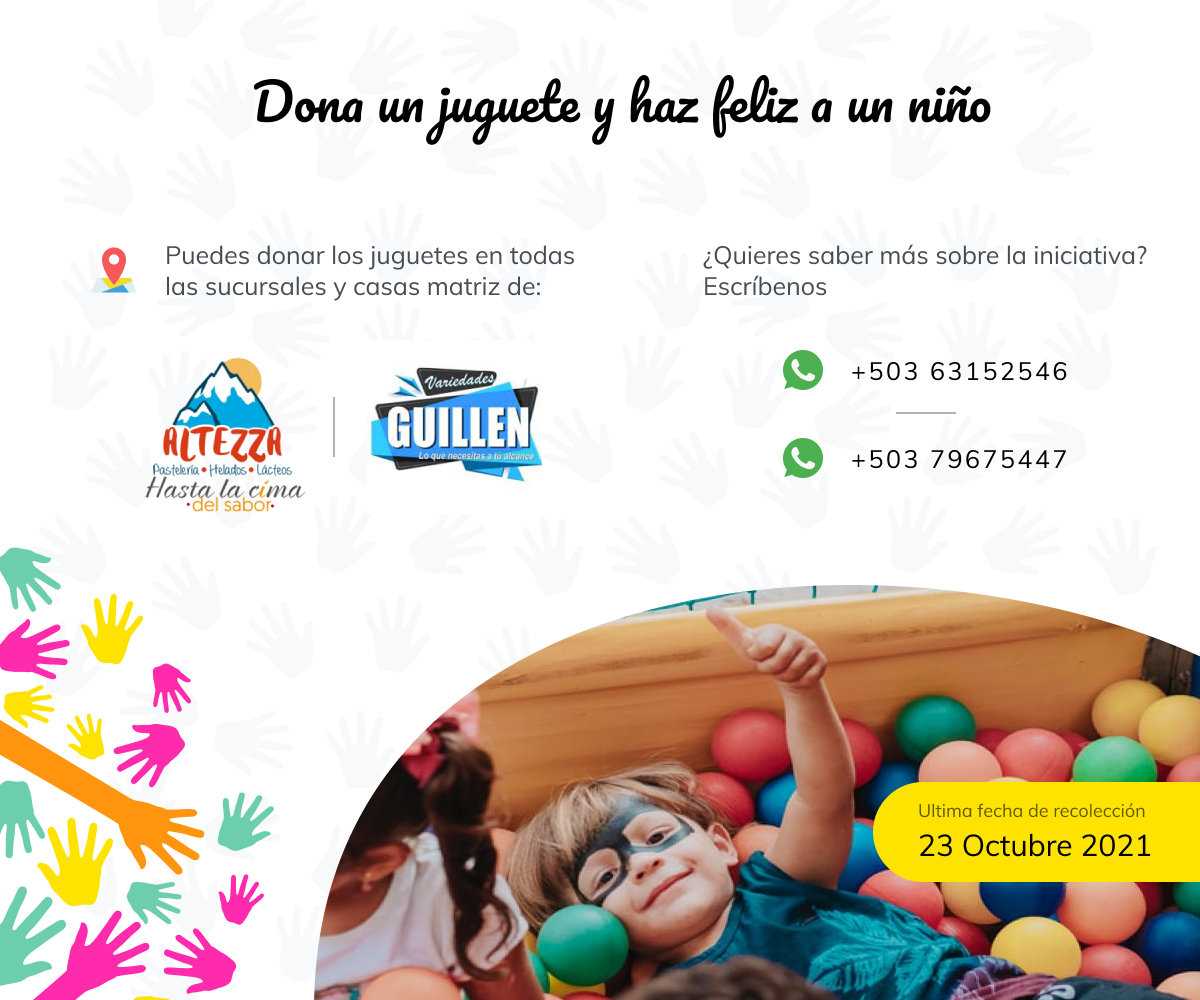 Dona un juguete y haz feliz a un niño
Puedes donar los juguetes en todas
las sucursales y casas matriz de:
ALTEZZA
Pastelería • Helados • Lácteos
Hasta la cima
•del sabor•
Variedades
GUILLEN
Lo que necesitas a tu alcance
¿Quieres saber más sobre la iniciativa?
Escríbenos
+503 63152546
+503 79675447
Ultima fecha de recolección
23 Octubre 2021